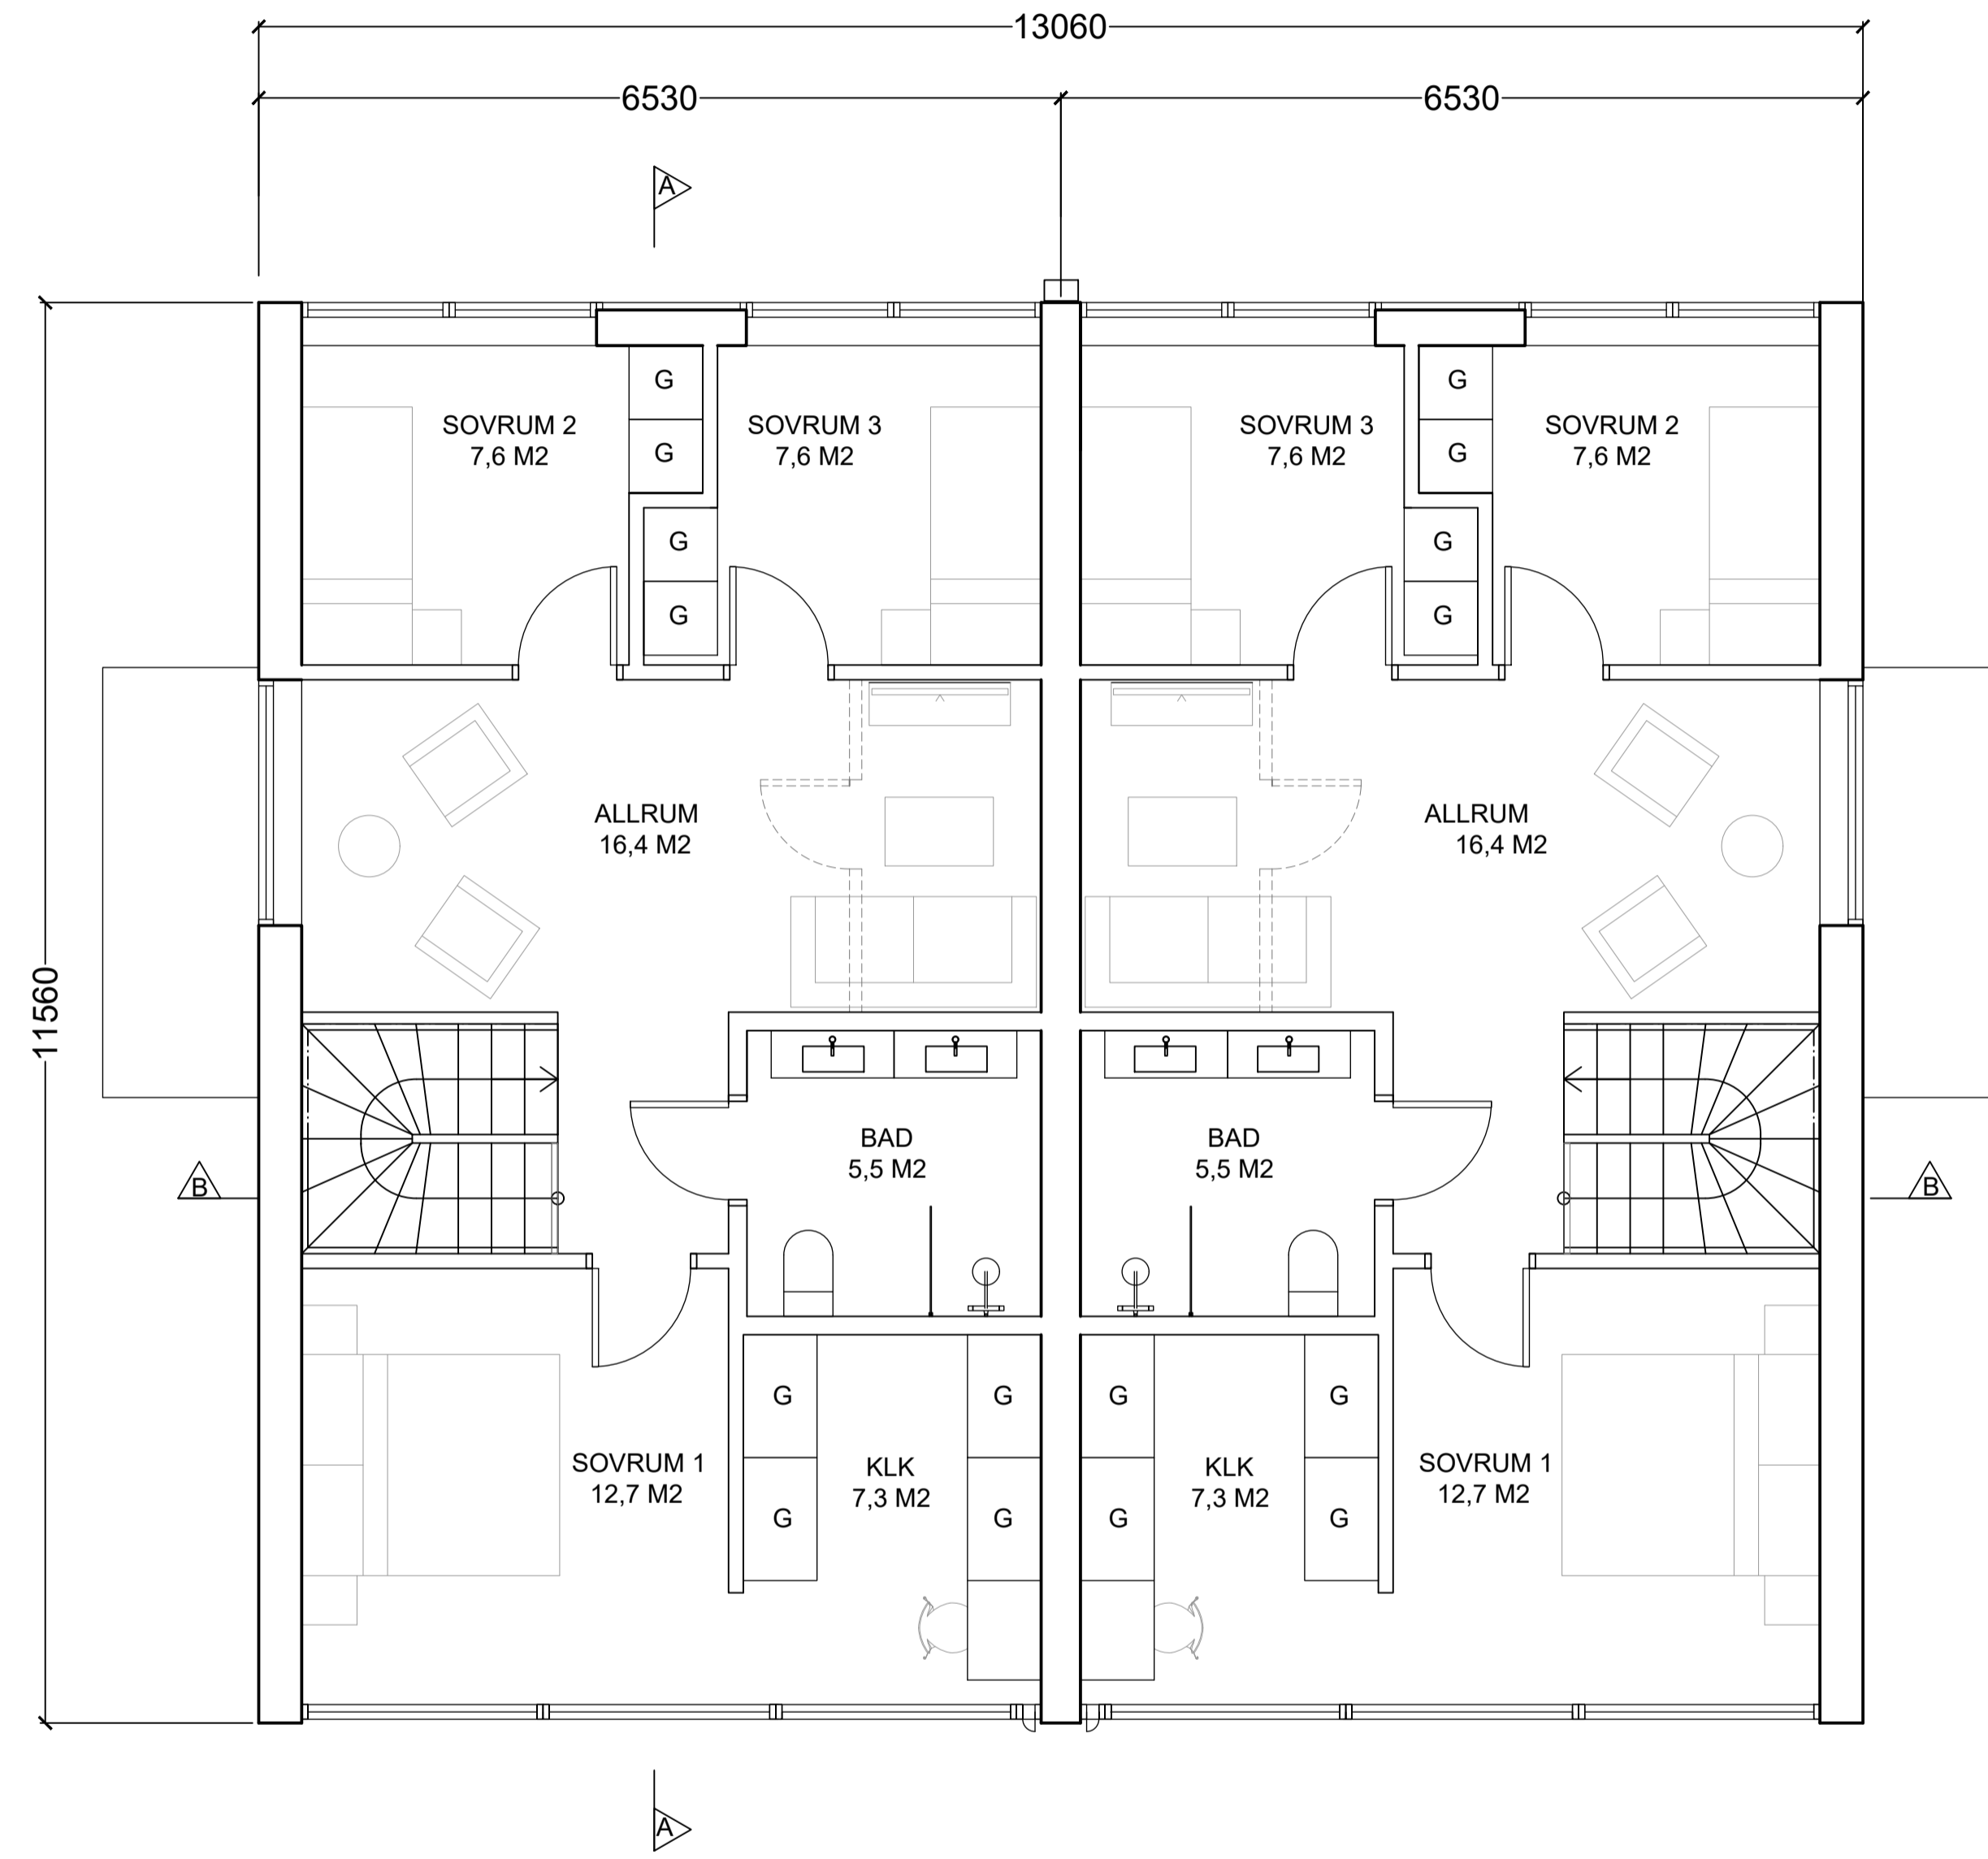 13060
6530
6530
A
G
G
SOVRUM 2
7,6 M2
SOVRUM 3
7,6 M2
SOVRUM 3
7,6 M2
SOVRUM 2
7,6 M2
G
G
G
G
G
G
ALLRUM
16,4 M2
ALLRUM
16,4 M2
11560
BAD
5,5 M2
BAD
5,5 M2
B
B
G
G
G
G
SOVRUM 1
12,7 M2
KLK
7,3 M2
KLK
7,3 M2
SOVRUM 1
12,7 M2
G
G
G
G
A